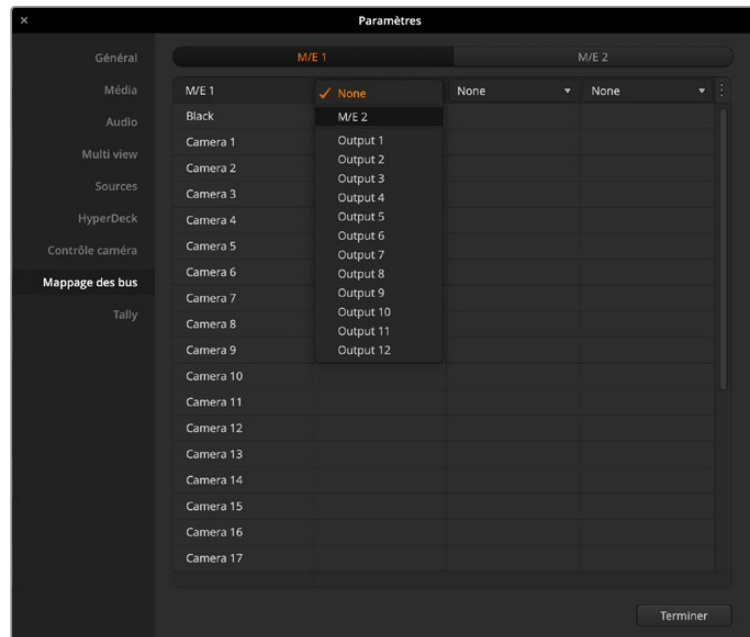 Paramètres
Général
Média
Audio
Multi view
Sources
HyperDeck
Contrôle caméra
Mappage des bus
Tally
M/E 1
M/E 2
M/E 1
None
None
None
M/E 2
Output 1
Output 2
Output 3
Output 4
Output 5
Output 6
Output 7
Output 8
Output 9
Output 10
Output 11
Output 12
Black
Camera 1
Camera 2
Camera 3
Camera 4
Camera 5
Camera 6
Camera 7
Camera 8
Camera 9
Camera 10
Camera 11
Camera 12
Camera 13
Camera 14
Camera 15
Camera 16
Camera 17
Terminer